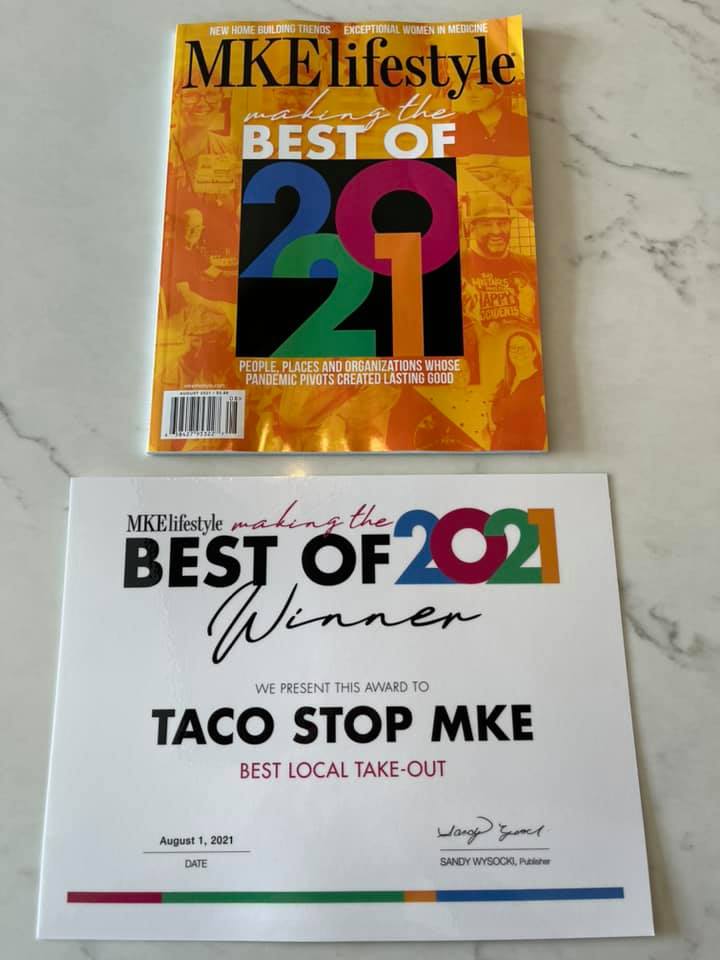 NEW HOME BUILDING TRENDS EXCEPTIONAL WOMEN IN MEDICINE
MKElifestyle
making the
BEST OF
2021
PEOPLE, PLACES AND ORGANIZATIONS WHOSE
PANDEMIC PIVOTS CREATED LASTING GOOD
mkelifestyle.com
AUGUST 2021
MKElifestyle making the
BEST OF 2021
Winner
WE PRESENT THIS AWARD TO
TACO STOP MKE
BEST LOCAL TAKE-OUT
August 1, 2021
DATE
SANDY WYSOCKI, Publisher